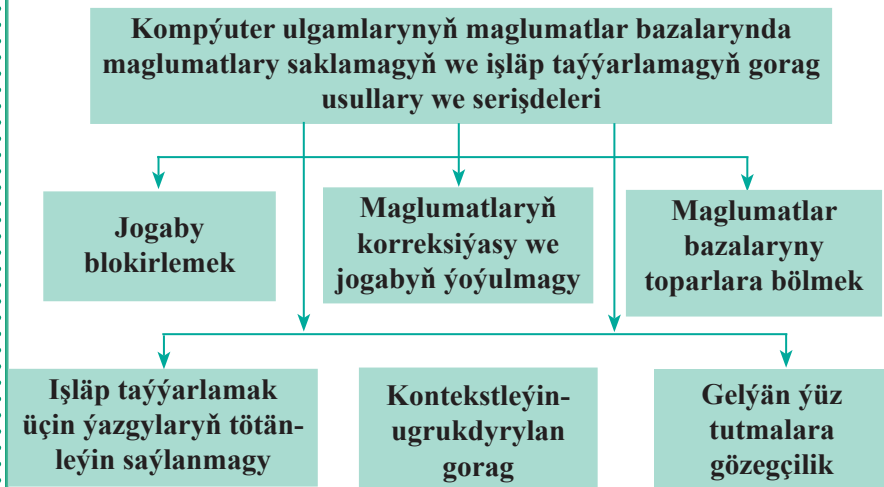 Kompýuter ulgamlarynyň maglumatlar bazalarynda
maglumatlary saklamagyň we işläp taýýarlamagyň gorag
usullary we serişdeleri
Jogaby
blokirlemek
Maglumatlaryň
korreksiýasy we
jogabyň ýoýulmagy
Maglumatlar
bazalaryny
toparlara bölmek
Işläp taýýarlamak
üçin ýazgylaryň tötän-
leýin saýlanmagy
Kontekstleýin-
ugrukdyrylan
gorag
Gelýän ýüz
tutmalara
gözegçilik